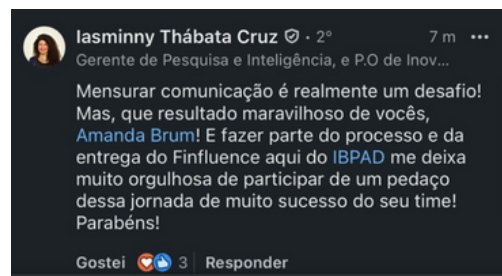 Iasminny Thábata Cruz · 2º 7 m ...
Gerente de Pesquisa e Inteligência, e P.O de Inov...
Mensurar comunicação é realmente um desafio!
Mas, que resultado maravilhoso de vocês,
Amanda Brum! E fazer parte do processo e da
entrega do Finfluence aqui do IBPAD me deixa
muito orgulhosa de participar de um pedaço
dessa jornada de muito sucesso do seu time!
Parabéns!
Gostei 3 Responder